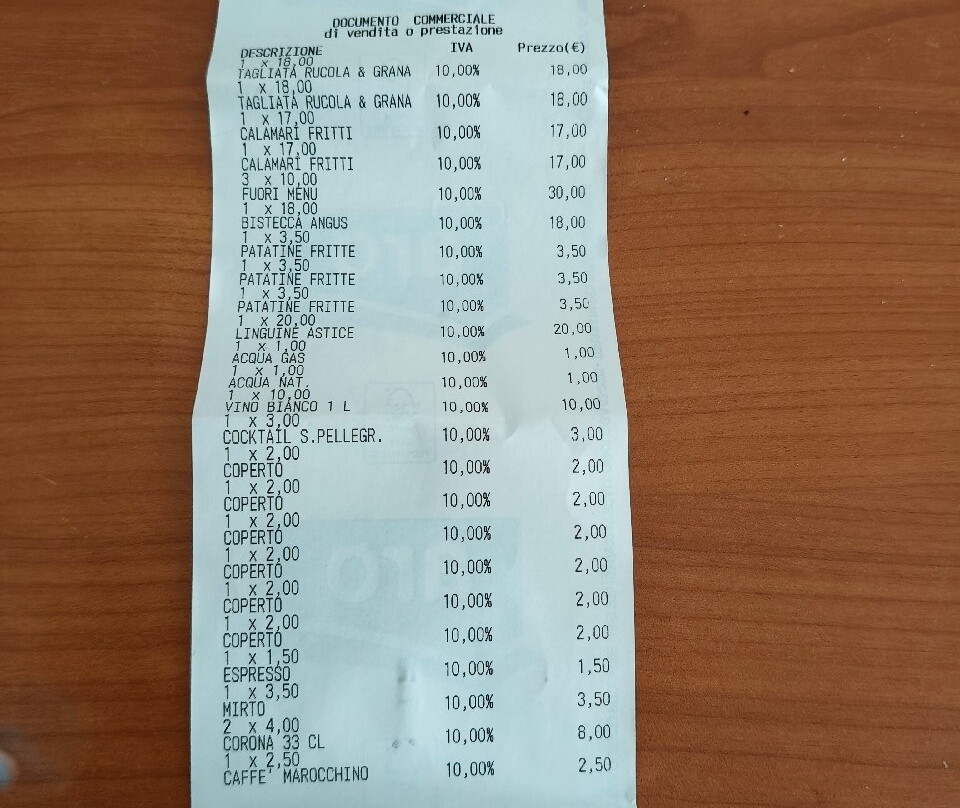 DOCUMENTO COMMERCIALE
di vendita o prestazione
DESCRIZIONE IVA Prezzo(€)
1 x 18,00
TAGLIATA RUCOLA & GRANA 10,00% 18,00
1 x 18,00
TAGLIATA RUCOLA & GRANA 10,00% 18,00
1 x 17,00
CALAMARI FRITTI 10,00% 17,00
1 x 17,00
CALAMARI FRITTI 10,00% 17,00
3 x 10,00
FUORI MENU 10,00% 30,00
1 x 18,00
BISTECCA ANGUS 10,00% 18,00
1 x 3,50
PATATINE FRITTE 10,00% 3,50
1 x 3,50
PATATINE FRITTE 10,00% 3,50
1 x 3,50
PATATINE FRITTE 10,00% 3,50
1 x 20,00
LINGUINE ASTICE 10,00% 20,00
1 x 1,00
ACQUA GAS 10,00% 1,00
1 x 1,00
ACQUA NAT. 10,00% 1,00
1 x 10,00
VINO BIANCO 1 L 10,00% 10,00
1 x 3,00
COCKTAIL S.PELLEGR. 10,00% 3,00
1 x 2,00
COPERTO 10,00% 2,00
1 x 2,00
COPERTO 10,00% 2,00
1 x 2,00
COPERTO 10,00% 2,00
1 x 2,00
COPERTO 10,00% 2,00
1 x 2,00
COPERTO 10,00% 2,00
1 x 2,00
COPERTO 10,00% 2,00
1 x 1,50
ESPRESSO 10,00% 1,50
1 x 3,50
MIRTO 10,00% 3,50
2 x 4,00
CORONA 33 CL 10,00% 8,00
1 x 2,50
CAFFE' MAROCCHINO 10,00% 2,50